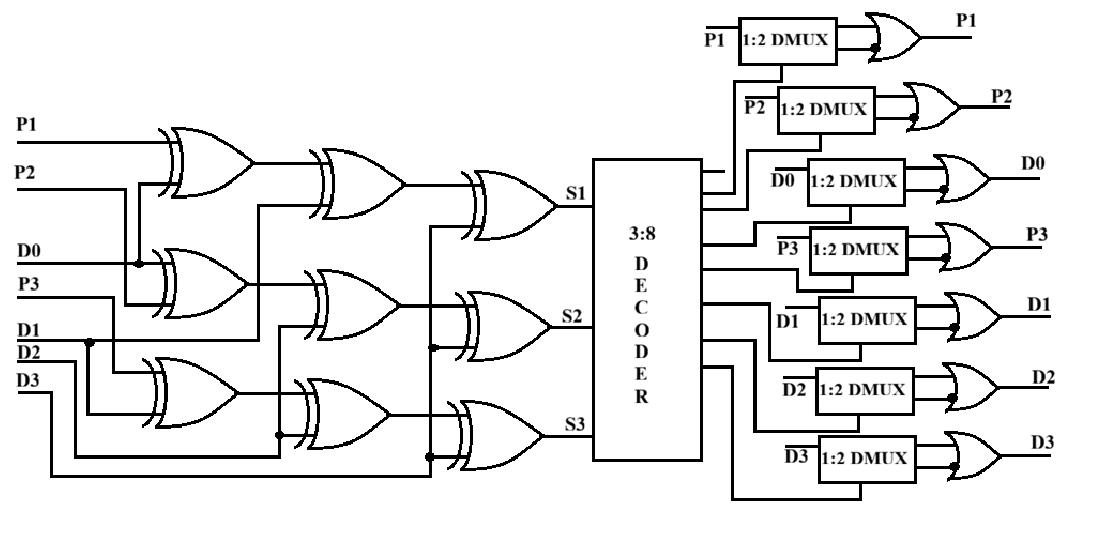 P1
P2
D0
P3
D1
D2
D3
S1
S2
S3
3:8
D
E
C
O
D
E
R
P1
1:2 DMUX
P1
P2
1:2 DMUX
P2
D0
1:2 DMUX
D0
P3
1:2 DMUX
P3
D1
1:2 DMUX
D1
D2
1:2 DMUX
D2
D3
1:2 DMUX
D3